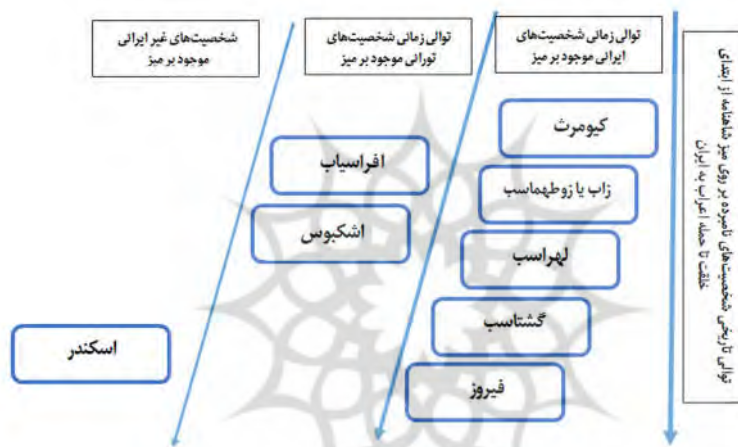 توالی زمانی شخصیت‌های
ایرانی موجود بر میز
توالی زمانی شخصیت‌های
تورانی موجود بر میز
شخصیت‌های غیر ایرانی
موجود بر میز
توالی تاریخی شخصیت‌های نامبرده بر روی میز شاهنامه از ابتدای
خلقت تا حمله اعراب به ایران
کیومرث
زاب یا زوطهماسب
لهراسب
گشتاسب
فیروز
افراسیاب
اشکبوس
اسکندر